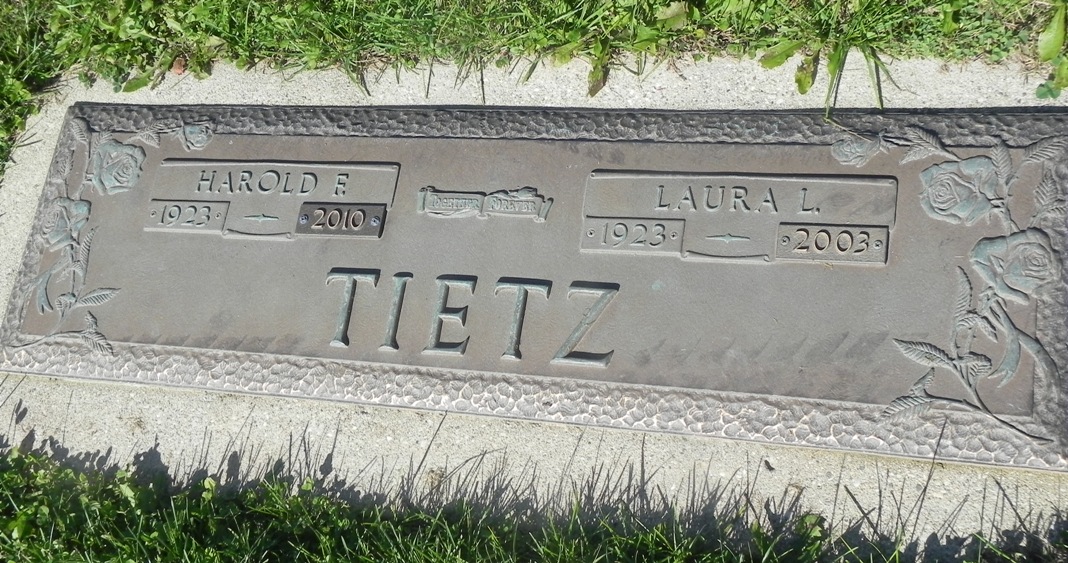 HAROLD F.
1923 2010
TOGETHER FOREVER
LAURA L.
1923 2003
TIETZ